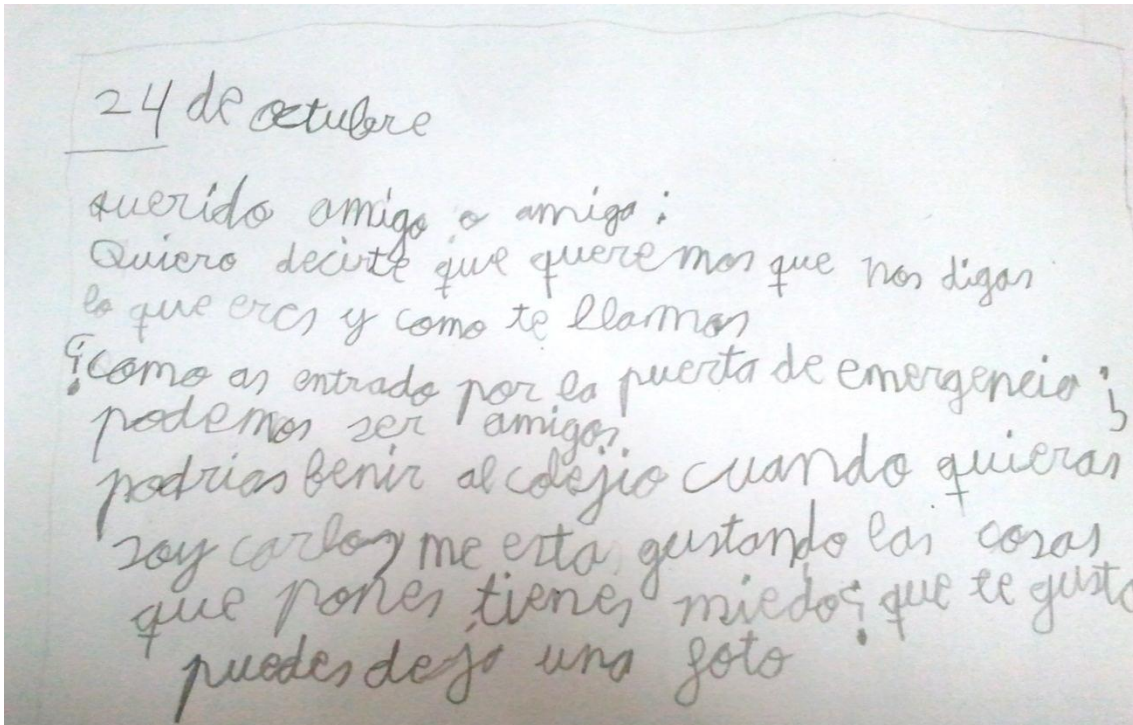 24 de octubre
querido amigo o amiga:
Quiero decirte que queremos que nos digas
lo que eres y como te llamas
¿como as entrado por la puerta de emergencia?
podemos ser amigos
podrias benir al colejio cuando quieras
soy carlos me esta gustando las cosas
que pones tienes miedo? que te gusta
puedes deja una foto